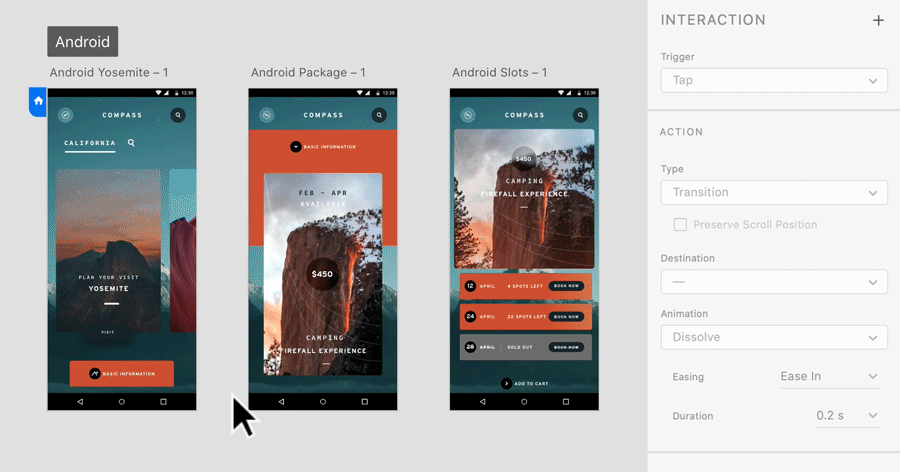 Android
Android Yosemite – 1
12:30
COMPASS
CALIFORNIA
PLAN YOUR VISIT
YOSEMITE
VISIT
BASIC INFORMATION
Android Package – 1
12:30
COMPASS
BASIC INFORMATION
FEB – APR
AVAILABLE
$450
CAMPING
FIREFALL EXPERIENCE
Android Slots – 1
12:30
COMPASS
$450
CAMPING
FIREFALL EXPERIENCE
12 APRIL 4 SPOTS LEFT BOOK NOW
24 APRIL 22 SPOTS LEFT BOOK NOW
28 APRIL SOLD OUT BOOK NOW
ADD TO CART
INTERACTION
Trigger
Tap
ACTION
Type
Transition
Preserve Scroll Position
Destination
—
Animation
Dissolve
Easing Ease In
Duration 0.2 s